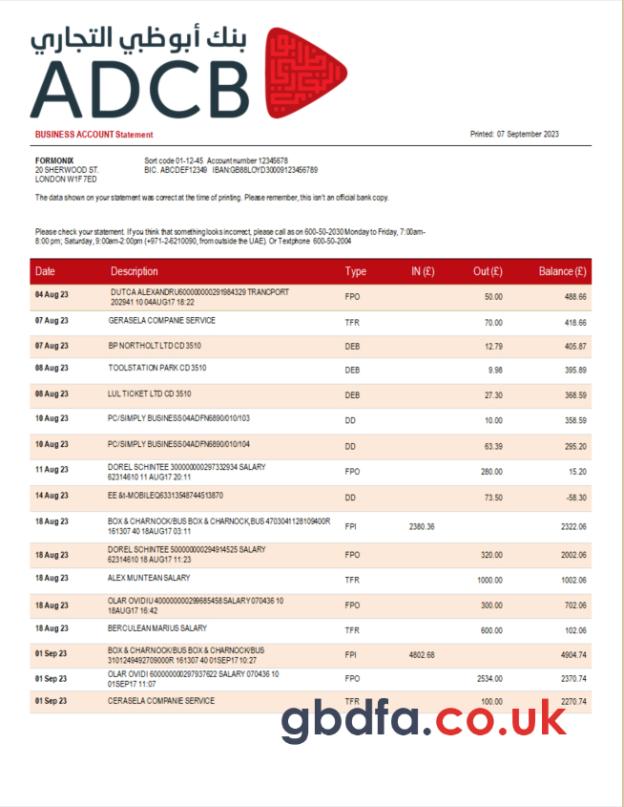 بنك أبوظبي التجاري
ADCB
BUSINESS ACCOUNT Statement
Printed: 07 September 2023
FORMONIX
20 SHERWOOD ST.
LONDON W1F 7ED
Sort code 01-12-45 Account number 12345678
BIC. ABCDEF12349 IBAN:GB88LOYD30009123456789
The data shown on your statement was correct at the time of printing. Please remember, this isn't an official bank copy.
Please check your statement. If you think that something looks incorrect, please call as on 600-50-2030 Monday to Friday, 7:00am-
8:00 pm; Saturday, 9:00am-2:00pm (+971-2-6210090, from outside the UAE). Or Textphone 600-50-2004
Date Description Type IN (£) Out (£) Balance (£)
04 Aug 23 DUTCA ALEXANDRU600000000291984329 TRANCPORT
202941 10 04AUG17 18:22 FPO 50.00 488.66
07 Aug 23 GERASELA COMPANIE SERVICE TFR 70.00 418.66
07 Aug 23 BP NORTHOLT LTD CD 3510 DEB 12.79 405.87
08 Aug 23 TOOLSTATION PARK CD 3510 DEB 9.98 395.89
08 Aug 23 LUL TICKET LTD CD 3510 DEB 27.30 368.59
10 Aug 23 PC/SIMPLY BUSINESS04ADFN6890/010/103 DD 10.00 358.59
10 Aug 23 PC/SIMPLY BUSINESS04ADFN6890/010/104 DD 63.39 295.20
11 Aug 23 DOREL SCHINTEE 300000000297332934 SALARY
62314610 11 AUG17 20:11 FPO 280.00 15.20
14 Aug 23 EE &t-MOBILEQ63313548744513870 DD 73.50 -58.30
18 Aug 23 BOX & CHARNOCK/BUS BOX & CHARNOCK,BUS 4703041128109400R
161307 40 18AUG17 03:11 FPI 2380.36 2322.06
18 Aug 23 DOREL SCHINTEE 500000000294914525 SALARY
62314610 18 AUG17 11:23 FPO 320.00 2002.06
18 Aug 23 ALEX MUNTEAN SALARY TFR 1000.00 1002.06
18 Aug 23 OLAR OVIDIU 400000000299685458 SALARY 070436 10
18AUG17 16:42 FPO 300.00 702.06
18 Aug 23 BERCULEAN MARIUS SALARY TFR 600.00 102.06
01 Sep 23 BOX & CHARNOCK/BUS BOX & CHARNOCK/BUS
3101249492709000R 161307 40 01SEP17 10:27 FPI 4802.68 4904.74
01 Sep 23 OLAR OVIDI 600000000297937622 SALARY 070436 10
01SEP17 11:07 FPO 2534.00 2370.74
01 Sep 23 CERASELA COMPANIE SERVICE TFR 100.00 2270.74
gbdfa.co.uk